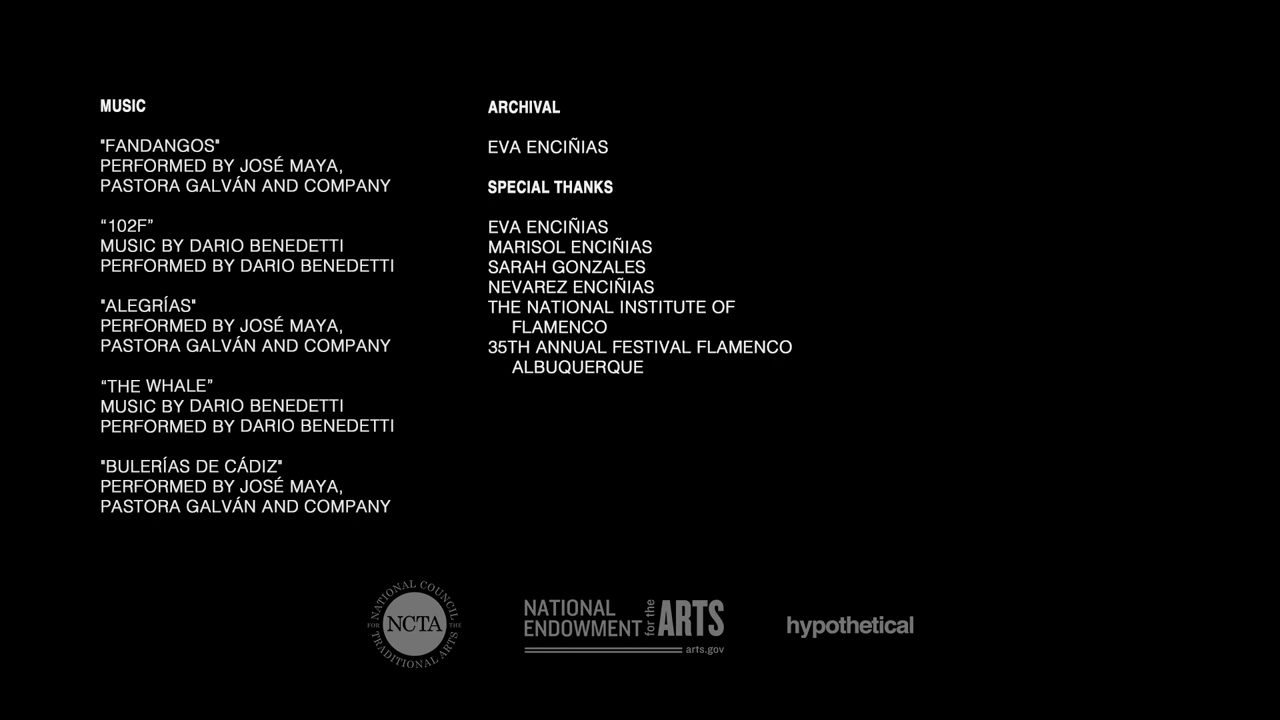 MUSIC
"FANDANGOS"
PERFORMED BY JOSÉ MAYA,
PASTORA GALVÁN AND COMPANY
“102F”
MUSIC BY DARIO BENEDETTI
PERFORMED BY DARIO BENEDETTI
"ALEGRÍAS"
PERFORMED BY JOSÉ MAYA,
PASTORA GALVÁN AND COMPANY
“THE WHALE”
MUSIC BY DARIO BENEDETTI
PERFORMED BY DARIO BENEDETTI
"BULERÍAS DE CÁDIZ"
PERFORMED BY JOSÉ MAYA,
PASTORA GALVÁN AND COMPANY
ARCHIVAL
EVA ENCIÑIAS
SPECIAL THANKS
EVA ENCIÑIAS
MARISOL ENCIÑIAS
SARAH GONZALES
NEVAREZ ENCIÑIAS
THE NATIONAL INSTITUTE OF
FLAMENCO
35TH ANNUAL FESTIVAL FLAMENCO
ALBUQUERQUE
NATIONAL COUNCIL
FOR THE
NCTA
TRADITIONAL ARTS
NATIONAL
ENDOWMENT
for the
ARTS
arts.gov
hypothetical